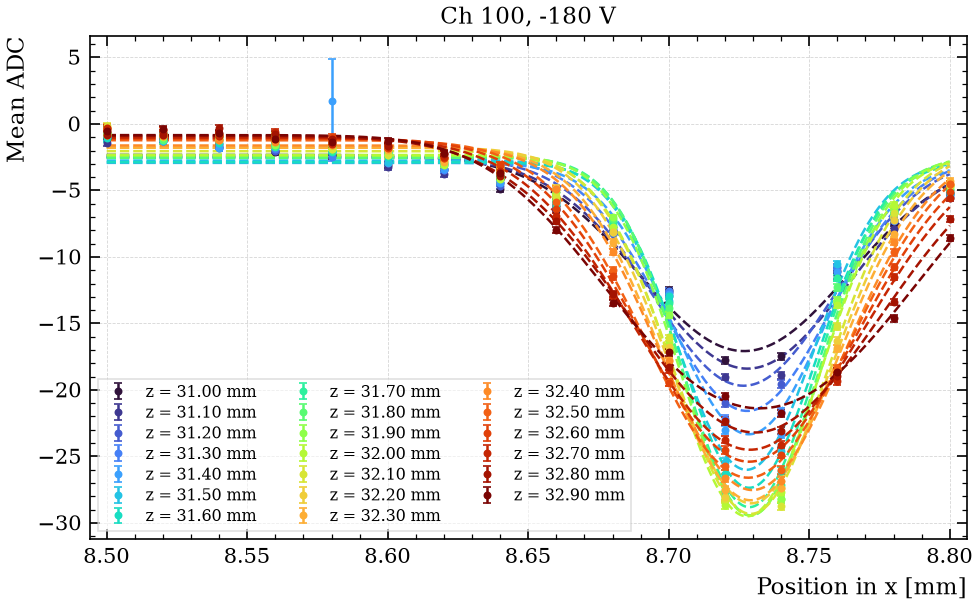 Ch 100, -180 V
Mean ADC
5
0
−5
−10
−15
−20
−25
−30
z = 31.00 mm
z = 31.10 mm
z = 31.20 mm
z = 31.30 mm
z = 31.40 mm
z = 31.50 mm
z = 31.60 mm
z = 31.70 mm
z = 31.80 mm
z = 31.90 mm
z = 32.00 mm
z = 32.10 mm
z = 32.20 mm
z = 32.30 mm
z = 32.40 mm
z = 32.50 mm
z = 32.60 mm
z = 32.70 mm
z = 32.80 mm
z = 32.90 mm
8.50 8.55 8.60 8.65 8.70 8.75 8.80
Position in x [mm]